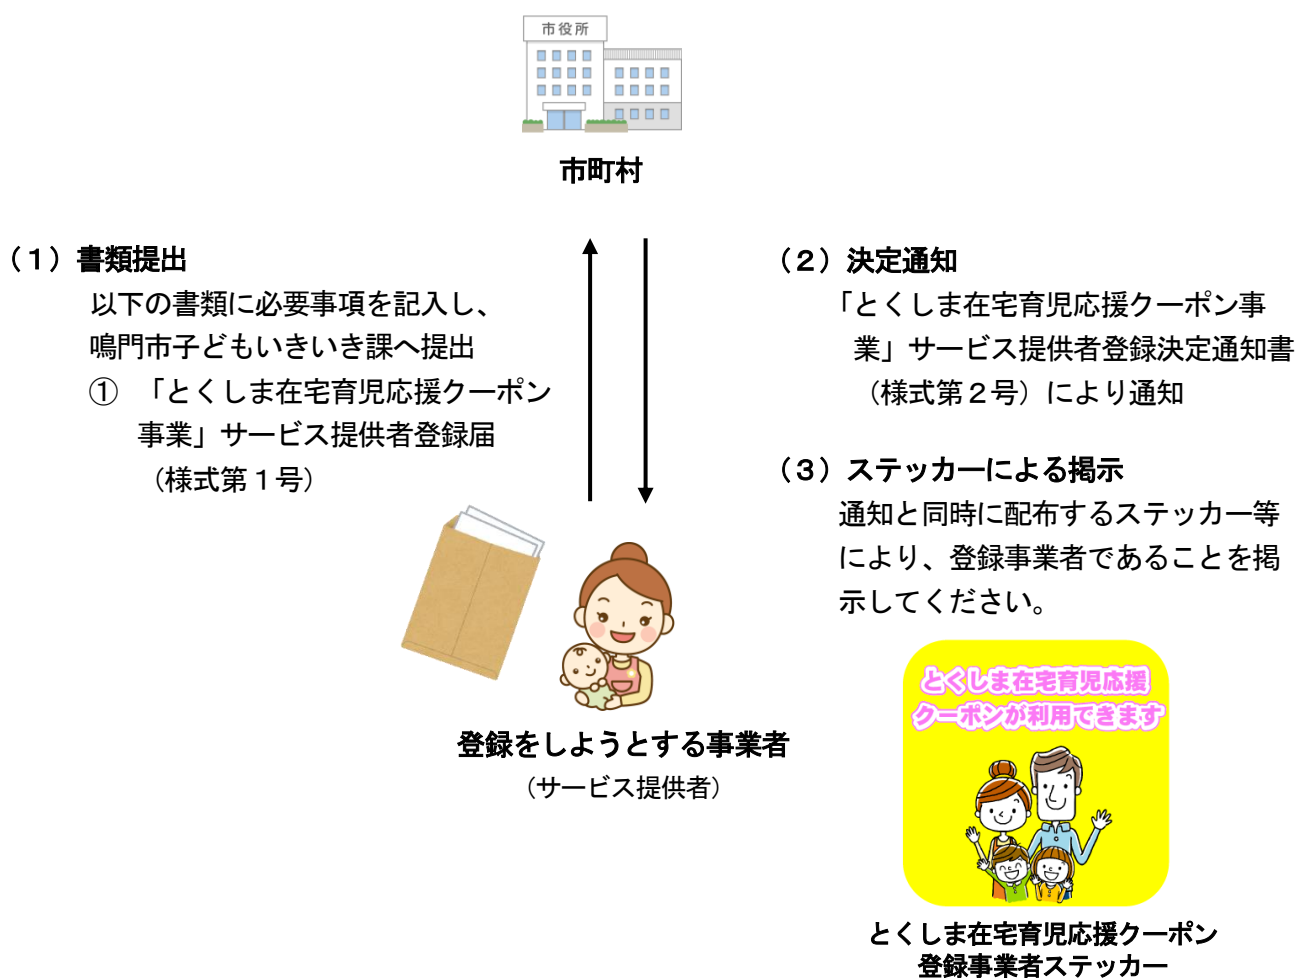 市役所
市町村
（１）書類提出
以下の書類に必要事項を記入し、
鳴門市子どもいきいき課へ提出
① 「とくしま在宅育児応援クーポン
事業」サービス提供者登録届
（様式第１号）
（２）決定通知
「とくしま在宅育児応援クーポン事
業」サービス提供者登録決定通知書
（様式第２号）により通知
（３）ステッカーによる掲示
通知と同時に配布するステッカー等
により、登録事業者であることを掲
示してください。
登録をしようとする事業者
（サービス提供者）
とくしま在宅育児応援
クーポンが利用できます
とくしま在宅育児応援クーポン
登録事業者ステッカー